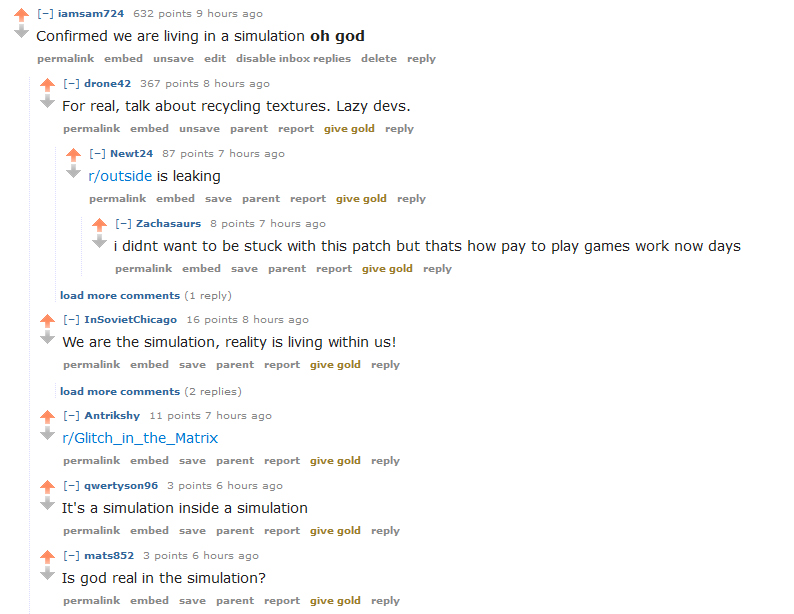 [–] iamsam724 632 points 9 hours ago
Confirmed we are living in a simulation oh god
permalink embed unsave edit disable inbox replies delete reply
[–] drone42 367 points 8 hours ago
For real, talk about recycling textures. Lazy devs.
permalink embed unsave parent report give gold reply
[–] Newt24 87 points 7 hours ago
r/outside is leaking
permalink embed save parent report give gold reply
[–] Zachasaurs 8 points 7 hours ago
i didnt want to be stuck with this patch but thats how pay to play games work now days
permalink embed save parent report give gold reply
load more comments (1 reply)
[–] InSovietChicago 16 points 8 hours ago
We are the simulation, reality is living within us!
permalink embed save parent report give gold reply
load more comments (2 replies)
[–] Antrikshy 11 points 7 hours ago
r/Glitch_in_the_Matrix
permalink embed save parent report give gold reply
[–] qwertyson96 3 points 6 hours ago
It's a simulation inside a simulation
permalink embed save parent report give gold reply
[–] mats852 3 points 6 hours ago
Is god real in the simulation?
permalink embed save parent report give gold reply